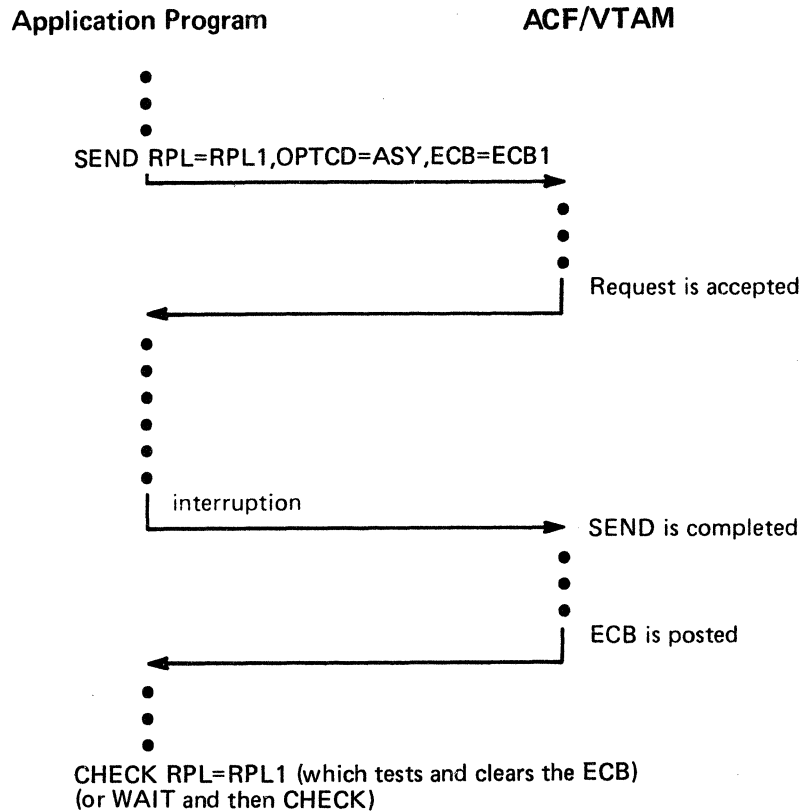 Application Program
ACF/VTAM
SEND RPL=RPL1,OPTCD=ASY,ECB=ECB1
Request is accepted
interruption
SEND is completed
ECB is posted
CHECK RPL=RPL1 (which tests and clears the ECB)
(or WAIT and then CHECK)